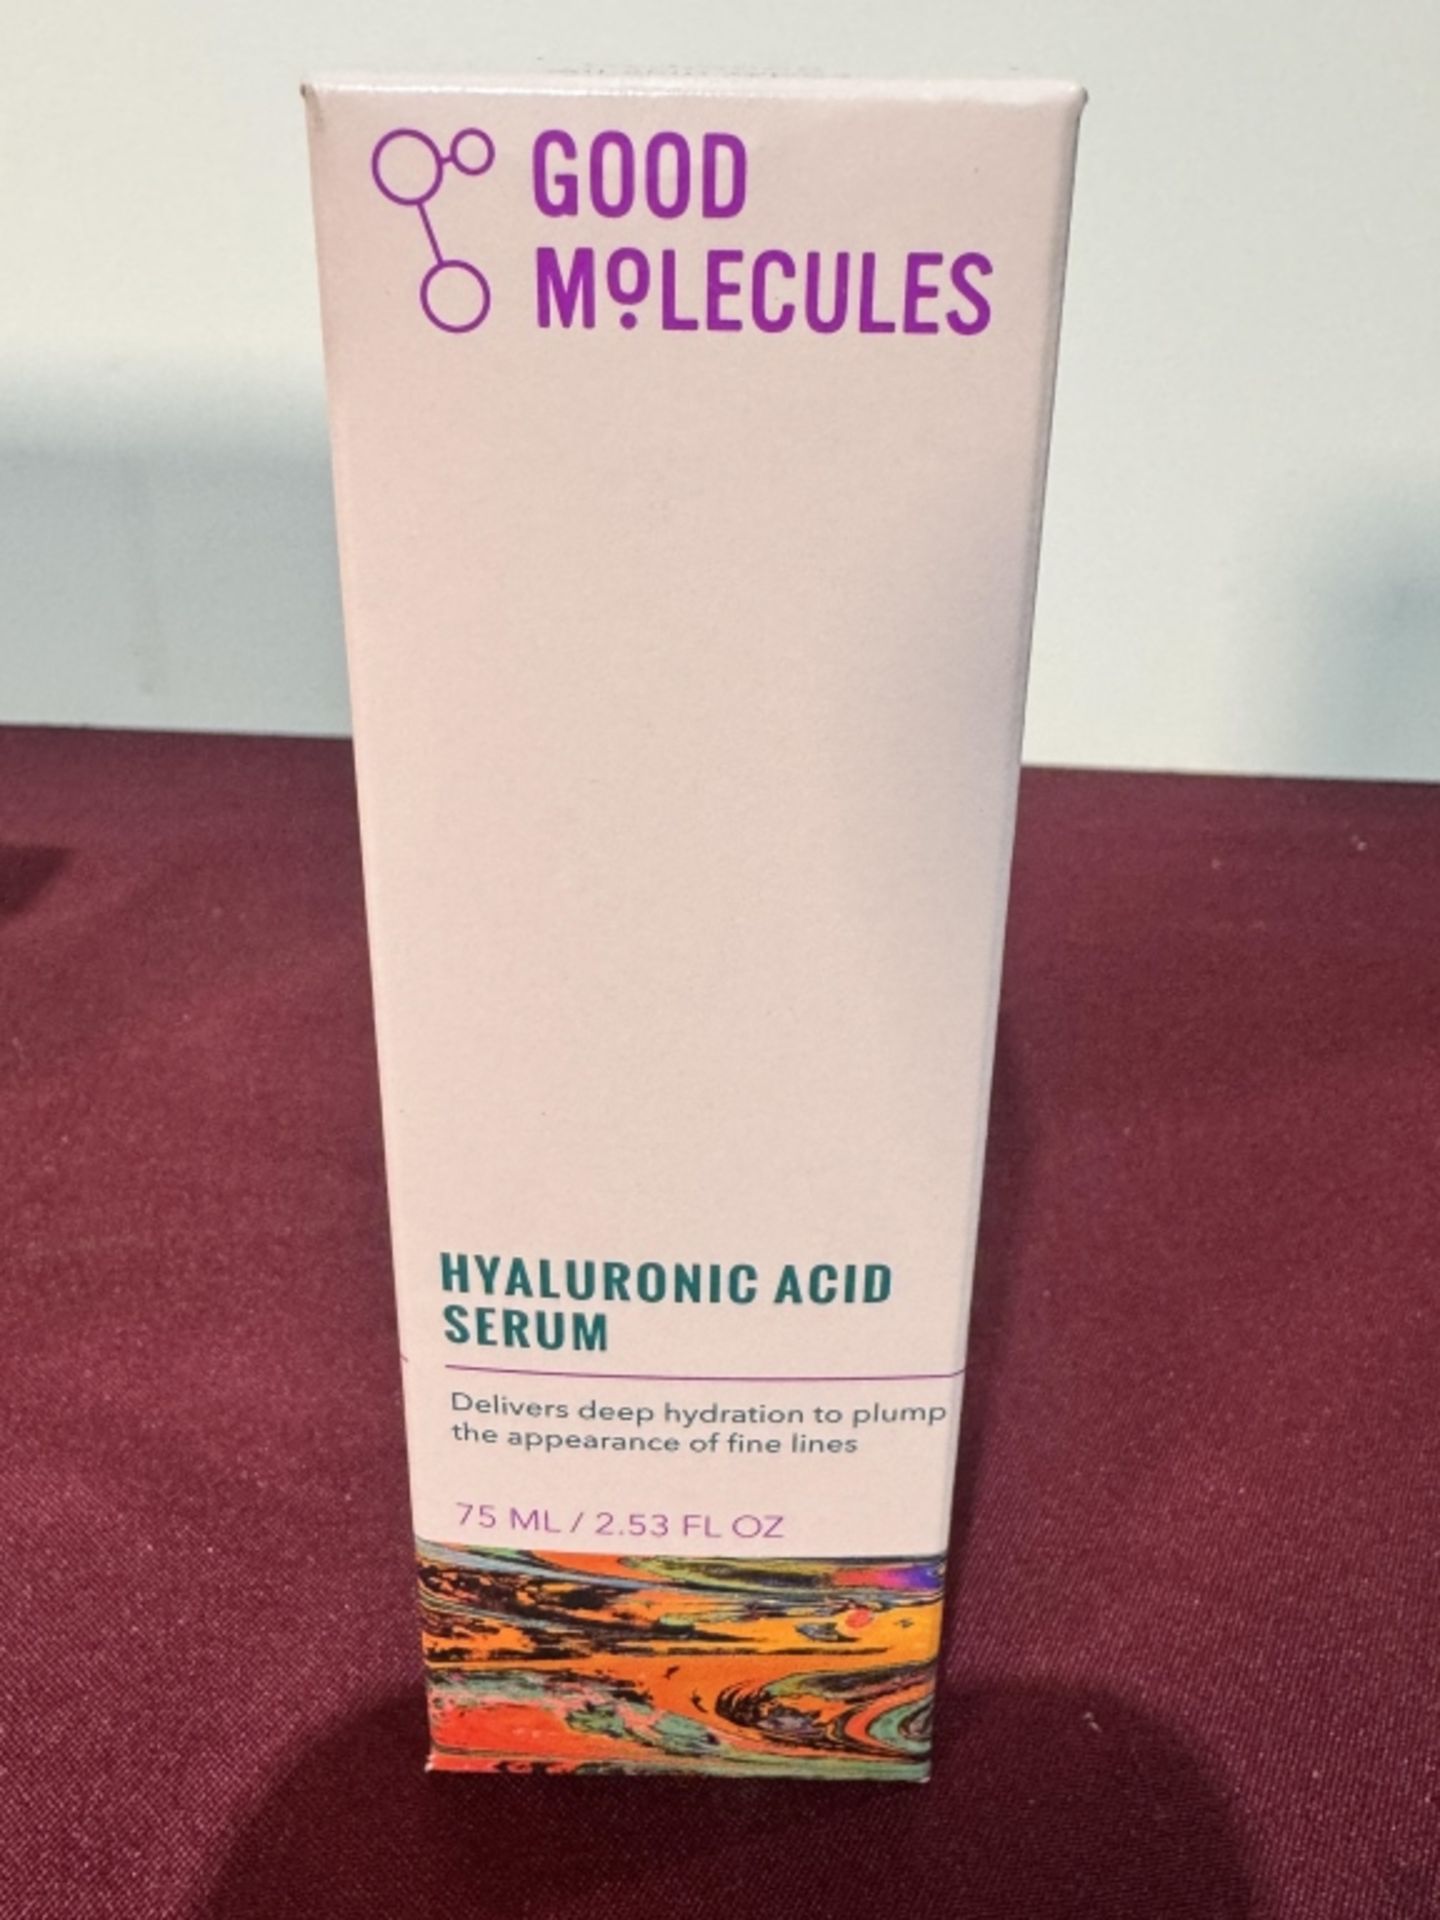 GOOD
MOLECULES
HYALURONIC ACID
SERUM
Delivers deep hydration to plump
the appearance of fine lines
75 ML / 2.53 FL OZ